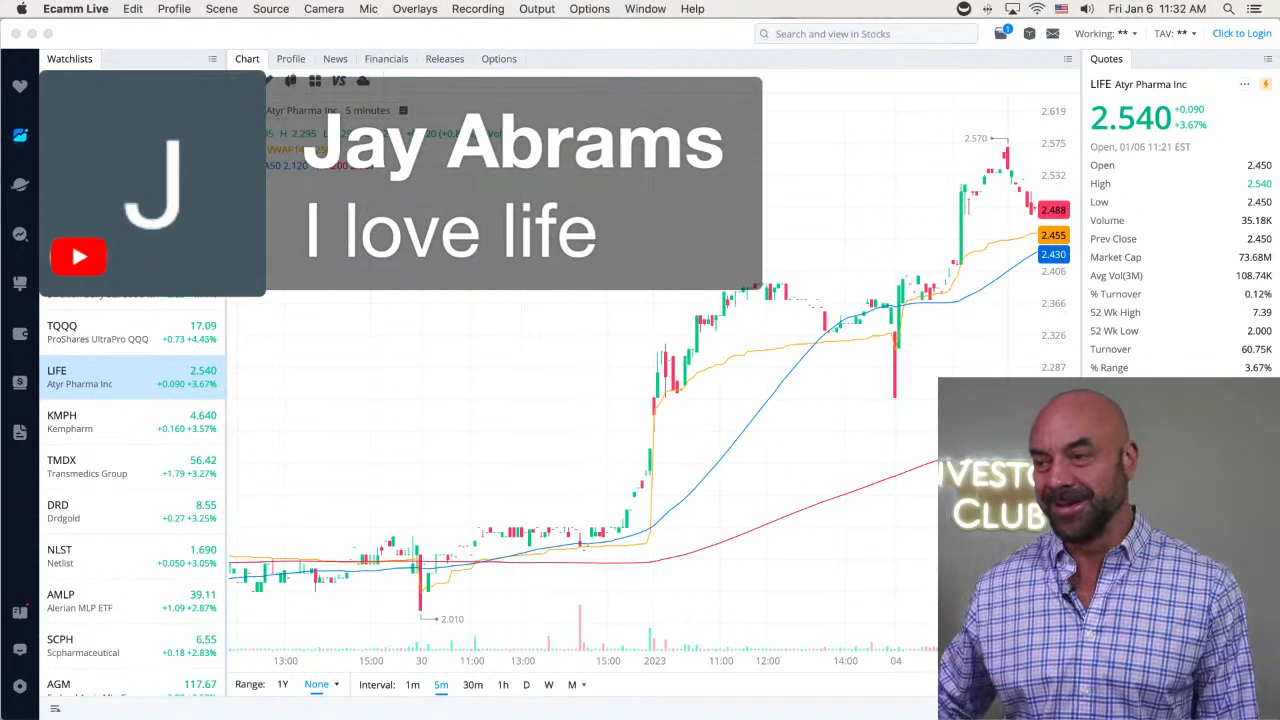 Ecamm Live Edit Profile Scene Source Camera Mic Overlays Recording Output Options Window Help
Fri Jan 6 11:32 AM
Search and view in Stocks
1
Working: ** TAV: ** Click to Login
Watchlists
Chart Profile News Financials Releases Options
Quotes
VS
J
Jay Abrams
I love life
Atyr Pharma Inc 5 minutes
H 2.295
TQQQ 17.09
ProShares UltraPro QQQ +0.73 +4.43%
LIFE 2.540
Atyr Pharma Inc +0.090 +3.67%
KMPH 4.640
Kempharm +0.160 +3.57%
TMDX 56.42
Transmedics Group +1.79 +3.27%
DRD 8.55
Drdgold +0.27 +3.25%
NLST 1.690
Netlist +0.050 +3.05%
AMLP 39.11
Alerian MLP ETF +1.09 +2.87%
SCPH 6.55
Scpharmaceutical +0.18 +2.83%
AGM 117.67
2.570
2.010
2.619
2.575
2.532
2.488
2.455
2.430
2.406
2.366
2.326
2.287
13:00 15:00 30 11:00 13:00 15:00 2023 11:00 12:00 14:00 04
Range: 1Y None Interval: 1m 5m 30m 1h D W M
LIFE Atyr Pharma Inc
2.540 +0.090
+3.67%
Open, 01/06 11:21 EST
Open 2.450
High 2.540
Low 2.450
Volume 35.18K
Prev Close 2.450
Market Cap 73.68M
Avg Vol(3M) 108.74K
% Turnover 0.12%
52 Wk High 7.39
52 Wk Low 2.000
Turnover 60.75K
% Range 3.67%
CLUB